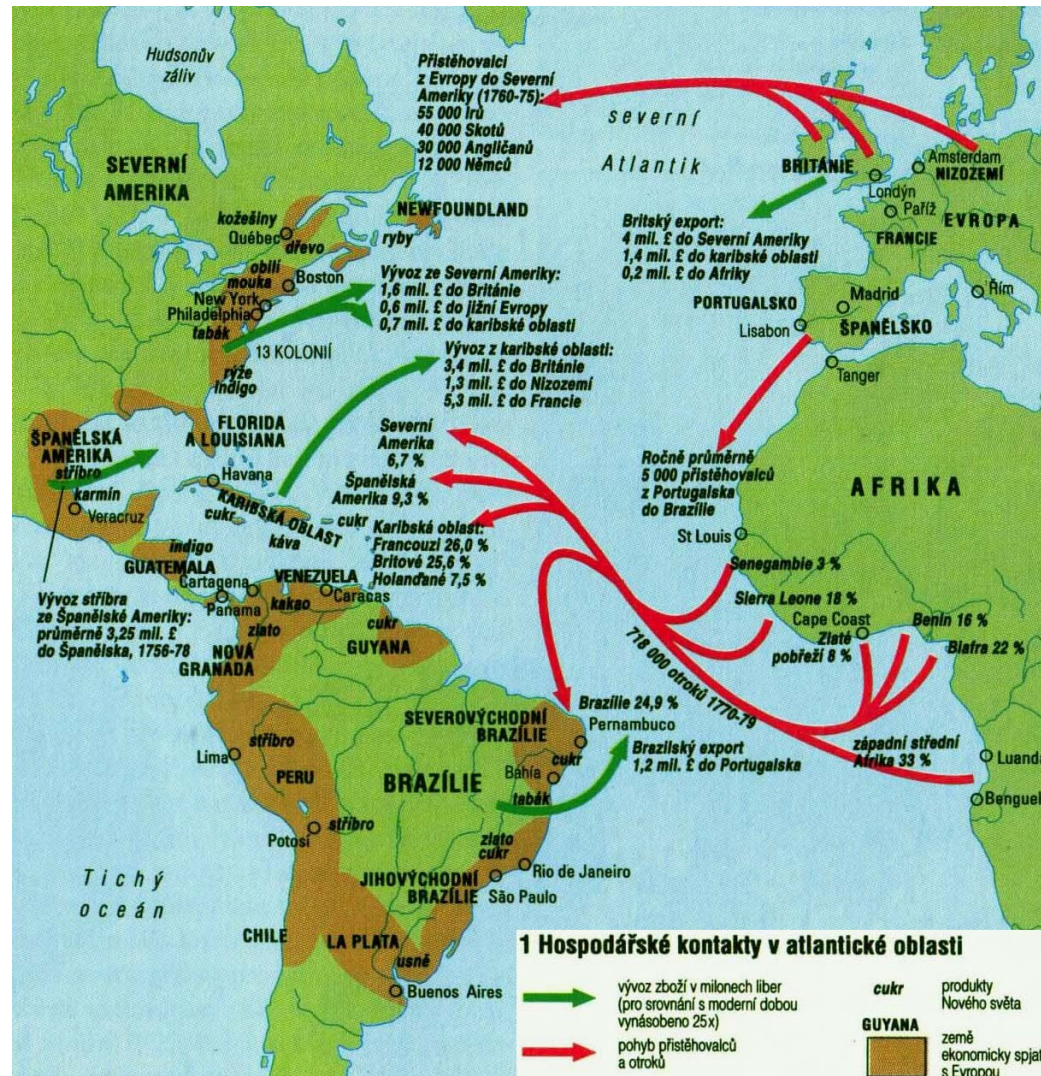 Hudsonův
záliv
Přistěhovalci
z Evropy do Severní
Ameriky (1760-75):
55 000 Irů
40 000 Skotů
30 000 Angličanů
12 000 Němců
severní
Atlantik
SEVERNÍ
AMERIKA
BRITÁNIE
Amsterdam
NIZOZEMÍ
Londýn
Paříž
EVROPA
FRANCIE
NEWFOUNDLAND
kožešiny
Québec
dřevo
ryby
Britský export:
4 mil. £ do Severní Ameriky
1,4 mil. £ do karibské oblasti
0,2 mil. £ do Afriky
obilí
mouka
Boston
New York
Philadelphia
tabák
Vývoz ze Severní Ameriky:
1,6 mil. £ do Británie
0,6 mil. £ do jižní Evropy
0,7 mil. £ do karibské oblasti
PORTUGALSKO
Madrid
Řím
Lisabon
ŠPANĚLSKO
Tanger
13 KOLONIÍ
rýže
indigo
Vývoz z karibské oblasti:
3,4 mil. £ do Británie
1,3 mil. £ do Nizozemí
5,3 mil. £ do Francie
FLORIDA
A LOUISIANA
ŠPANĚLSKÁ
AMERIKA
stříbro
karmín
Veracruz
Havana
KARIBSKÁ OBLAST
cukr
cukr
káva
Severní
Amerika
6,7 %
Španělská
Amerika 9,3 %
Karibská oblast:
Francouzi 26,0 %
Britové 25,6 %
Holanďané 7,5 %
Ročně průměrně
5 000 přistěhovalců
z Portugalska
do Brazílie
AFRIKA
St Louis
Senegambie 3 %
Sierra Leone 18 %
Cape Coast
Zlaté
pobřeží 8 %
Benin 16 %
Biafra 22 %
indigo
GUATEMALA
Cartagena
Panama
VENEZUELA
Caracas
kakao
zlato
NOVÁ
GRANADA
cukr
GUYANA
Vývoz stříbra
ze Španělské Ameriky:
průměrně 3,25 mil. £
do Španělska, 1756-78
718 000 otroků 1770-79
Brazílie 24,9 %
Pernambuco
SEVEROVÝCHODNÍ
BRAZÍLIE
cukr
Bahía
tabák
Brazilský export
1,2 mil. £ do Portugalska
západní střední
Afrika 33 %
Luanda
Benguel
Lima
stříbro
PERU
BRAZÍLIE
Potosí
stříbro
zlato
cukr
Rio de Janeiro
JIHOVÝCHODNÍ
BRAZÍLIE
São Paulo
Tichý
oceán
CHILE
LA PLATA
usně
Buenos Aires
1 Hospodářské kontakty v atlantické oblasti
vývoz zboží v milonech liber
(pro srovnání s moderní dobou
vynásobeno 25x)
pohyb přistěhovalců
a otroků
cukr
produkty
Nového světa
GUYANA
země
ekonomicky spjat
s Evropou